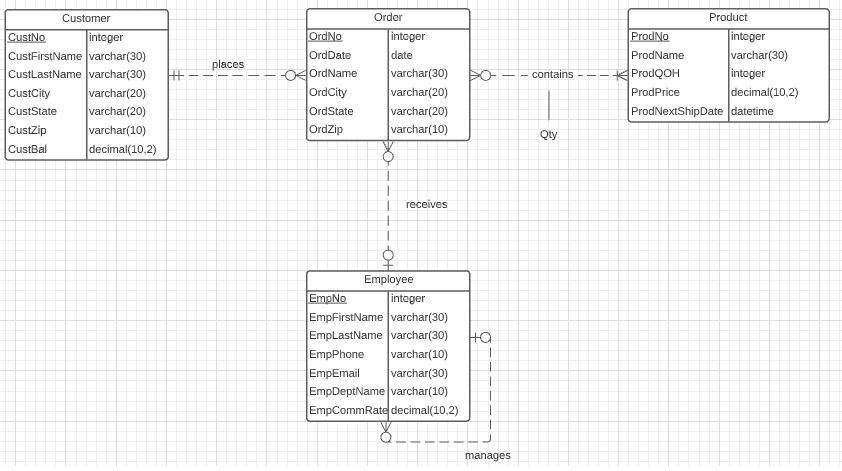 Customer
CustNo integer
CustFirstName varchar(30)
CustLastName varchar(30)
CustCity varchar(20)
CustState varchar(20)
CustZip varchar(10)
CustBal decimal(10,2)
places
Order
OrdNo integer
OrdDate date
OrdName varchar(30)
OrdCity varchar(20)
OrdState varchar(20)
OrdZip varchar(10)
contains
Qty
Product
ProdNo integer
ProdName varchar(30)
ProdQOH integer
ProdPrice decimal(10,2)
ProdNextShipDate datetime
receives
Employee
EmpNo integer
EmpFirstName varchar(30)
EmpLastName varchar(30)
EmpPhone varchar(10)
EmpEmail varchar(30)
EmpDeptName varchar(10)
EmpCommRate decimal(10,2)
manages